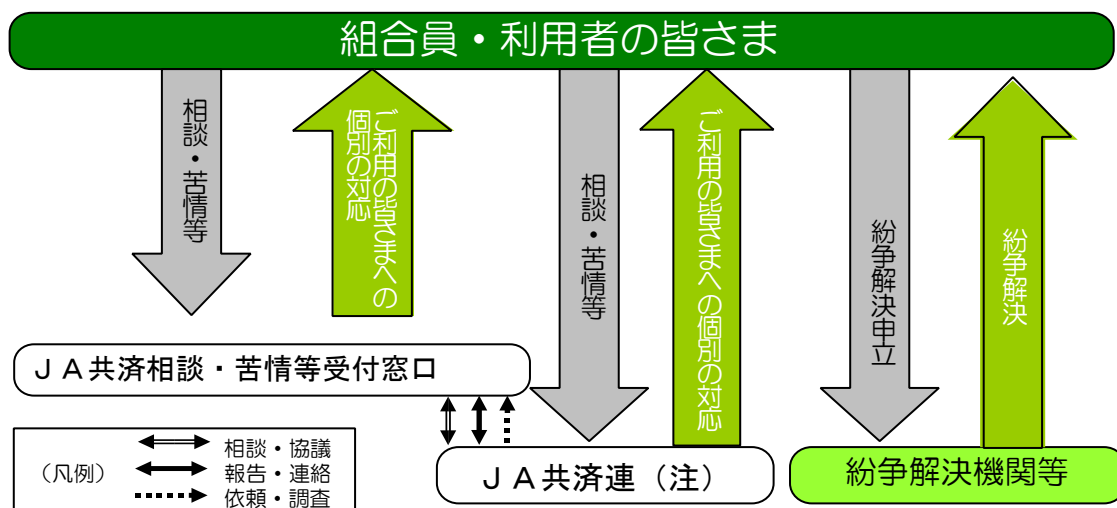 組合員・利用者の皆さま
相談・苦情等
ご利用の皆さまへの
個別の対応
相談・苦情等
ご利用の皆さまへの個別の対応
紛争解決申立
紛争解決
ＪＡ共済相談・苦情等受付窓口
（凡例）
相談・協議
報告・連絡
依頼・調査
ＪＡ共済連（注）
紛争解決機関等